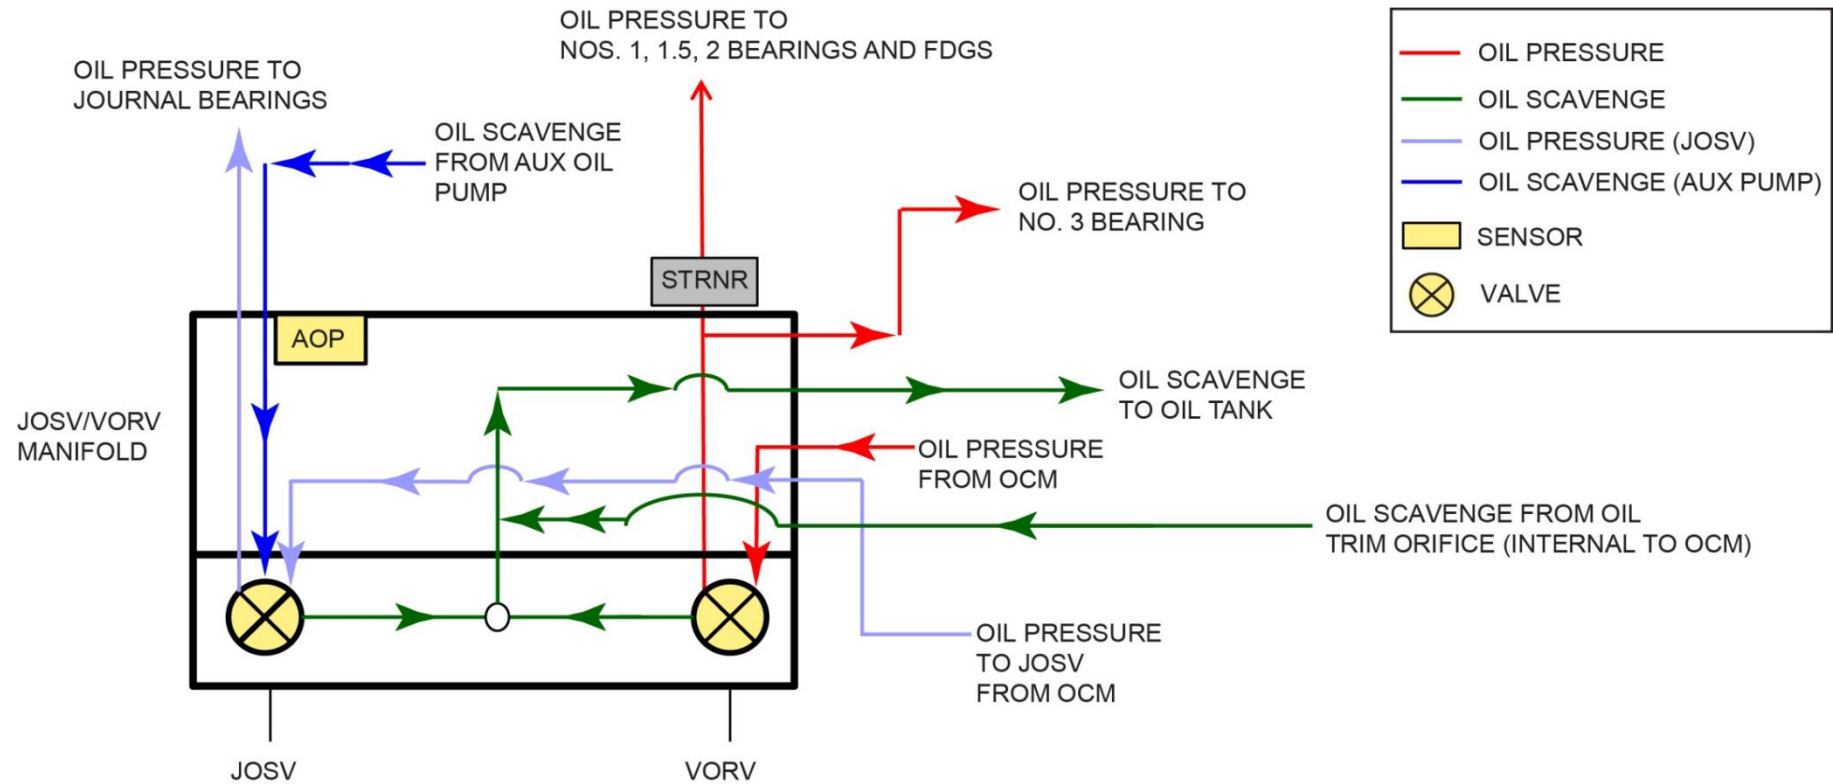 OIL PRESSURE TO
NOS. 1, 1.5, 2 BEARINGS AND FDGS
OIL PRESSURE TO
JOURNAL BEARINGS
OIL SCAVENGE
FROM AUX OIL
PUMP
OIL PRESSURE TO
NO. 3 BEARING
STRNR
AOP
JOSV/VORV
MANIFOLD
OIL SCAVENGE
TO OIL TANK
OIL PRESSURE
FROM OCM
OIL SCAVENGE FROM OIL
TRIM ORIFICE (INTERNAL TO OCM)
OIL PRESSURE
TO JOSV
FROM OCM
JOSV
VORV
OIL PRESSURE
OIL SCAVENGE
OIL PRESSURE (JOSV)
OIL SCAVENGE (AUX PUMP)
SENSOR
VALVE